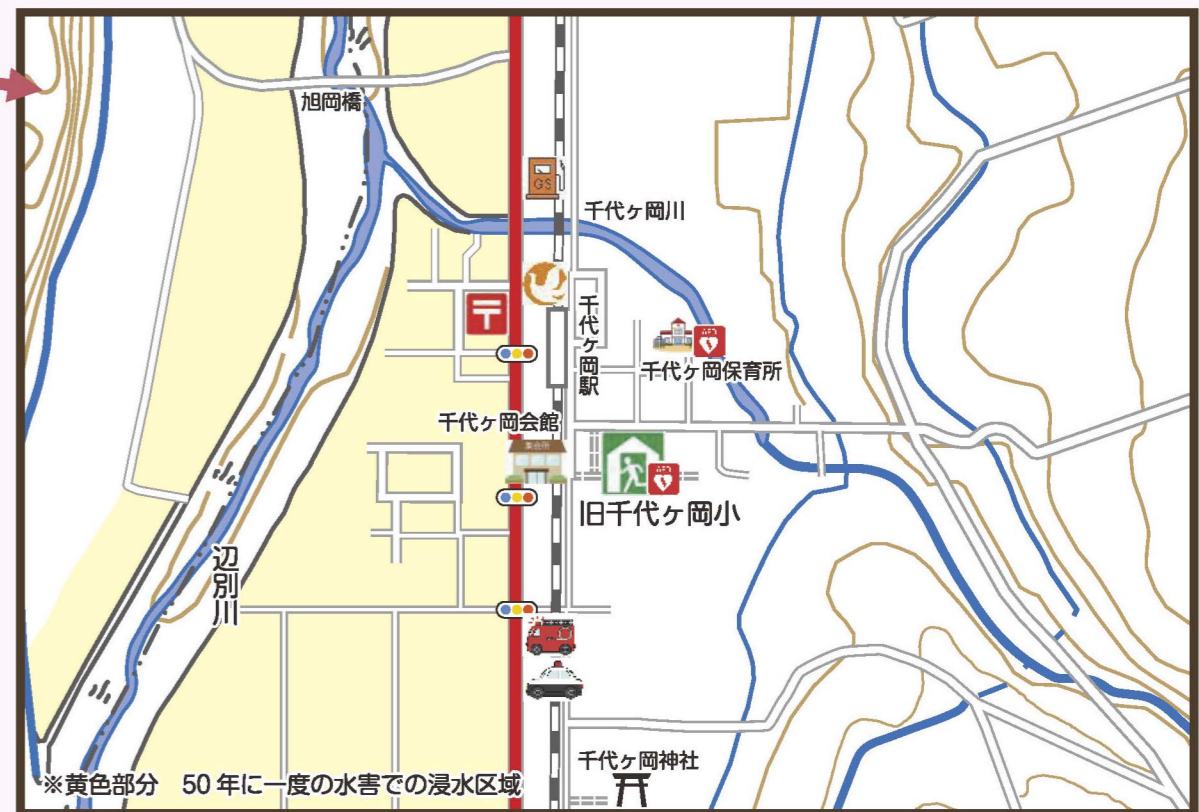 旭岡橋
GS
千代ヶ岡川
〒
千代ヶ岡駅
AED
千代ヶ岡保育所
千代ヶ岡会館
集会所
AED
旧千代ヶ岡小
辺別川
千代ヶ岡神社
※黄色部分　50年に一度の水害での浸水区域